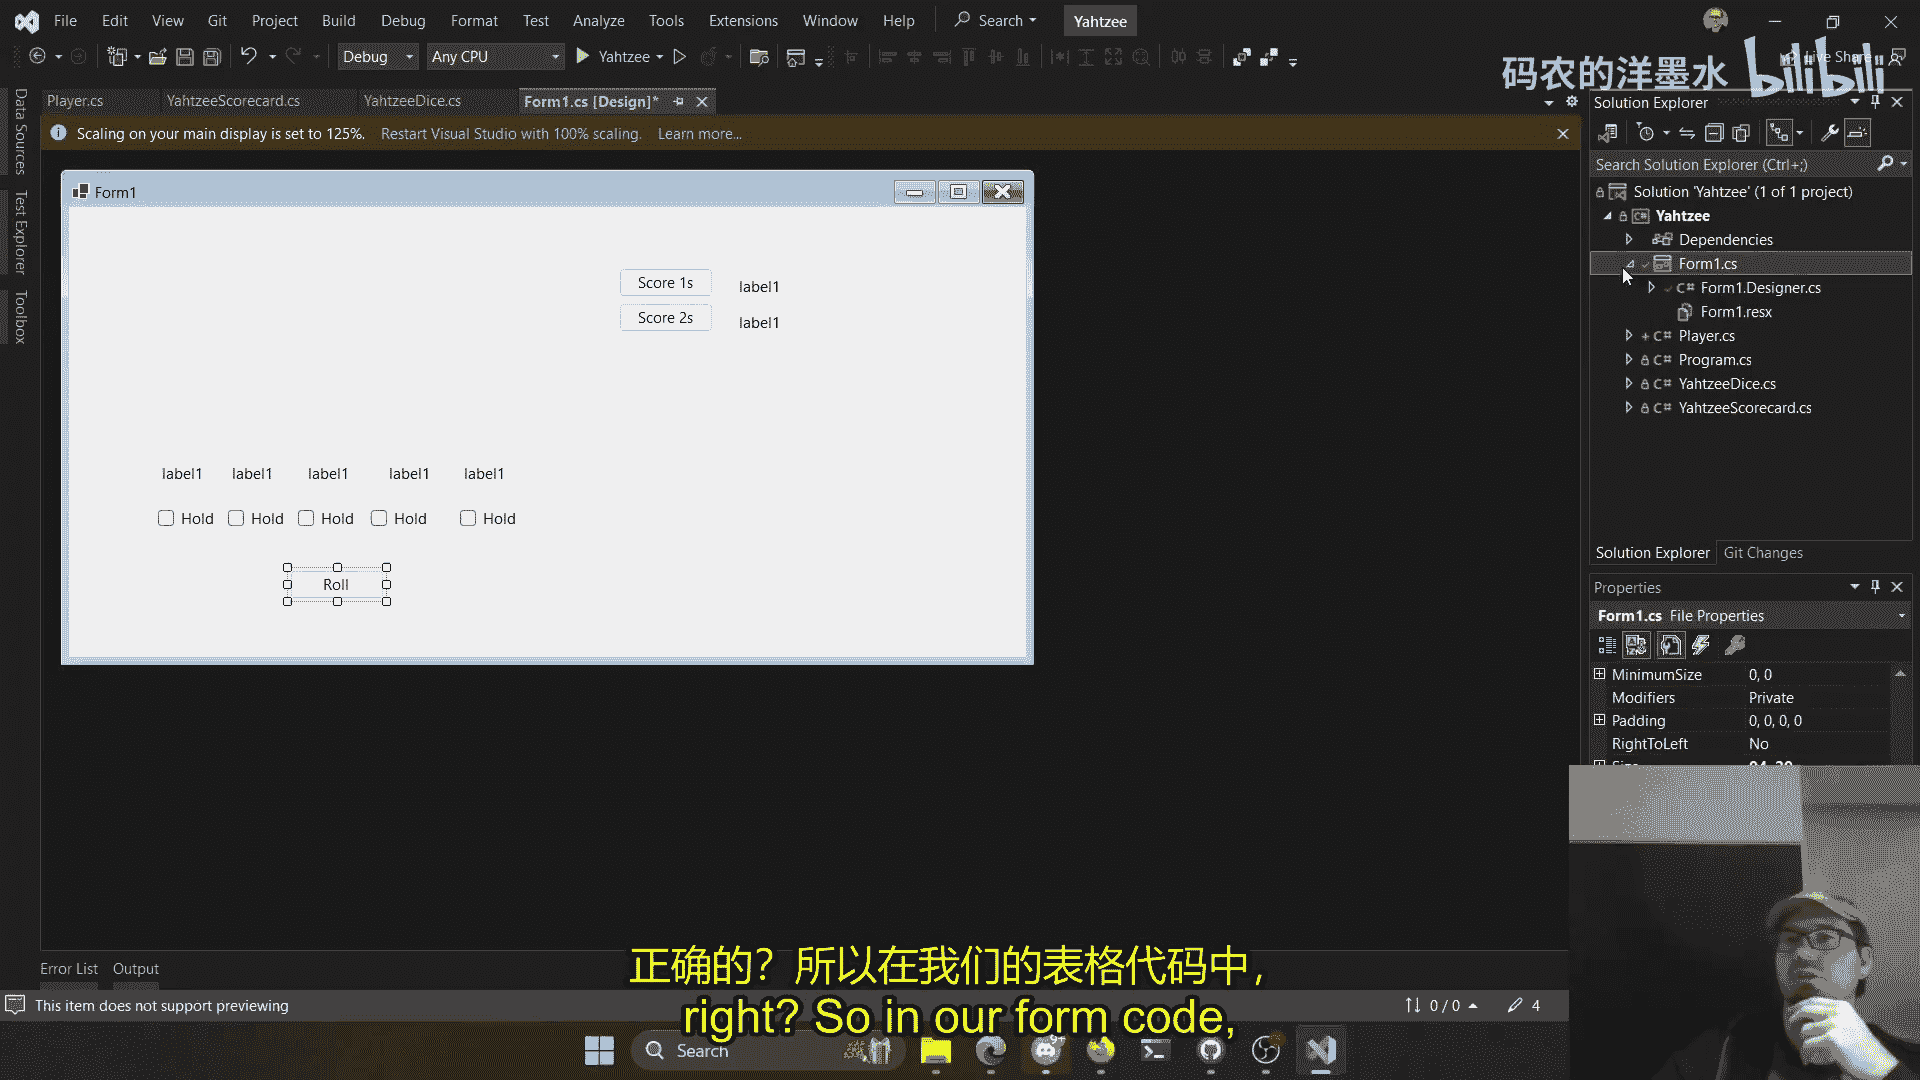 File Edit View Git Project Build Debug Format Test Analyze Tools Extensions Window Help Search Yahtzee
Debug Any CPU Yahtzee Live Share
码农的洋墨水 bilibili
Player.cs YahtzeeScorecard.cs YahtzeeDice.cs Form1.cs [Design]*
Scaling on your main display is set to 125%. Restart Visual Studio with 100% scaling. Learn more...
Data Sources
Test Explorer
Toolbox
Form1
Score 1s label1
Score 2s label1
label1 label1 label1 label1 label1
Hold Hold Hold Hold Hold
Roll
Solution Explorer
Search Solution Explorer (Ctrl+;)
Solution 'Yahtzee' (1 of 1 project)
Yahtzee
Dependencies
Form1.cs
Form1.Designer.cs
Form1.resx
Player.cs
Program.cs
YahtzeeDice.cs
YahtzeeScorecard.cs
Solution Explorer Git Changes
Properties
Form1.cs File Properties
MinimumSize 0, 0
Modifiers Private
Padding 0, 0, 0, 0
RightToLeft No
Error List Output
This item does not support previewing
0 / 0 4
正确的？所以在我们的表格代码中，
right? So in our form code,
Search